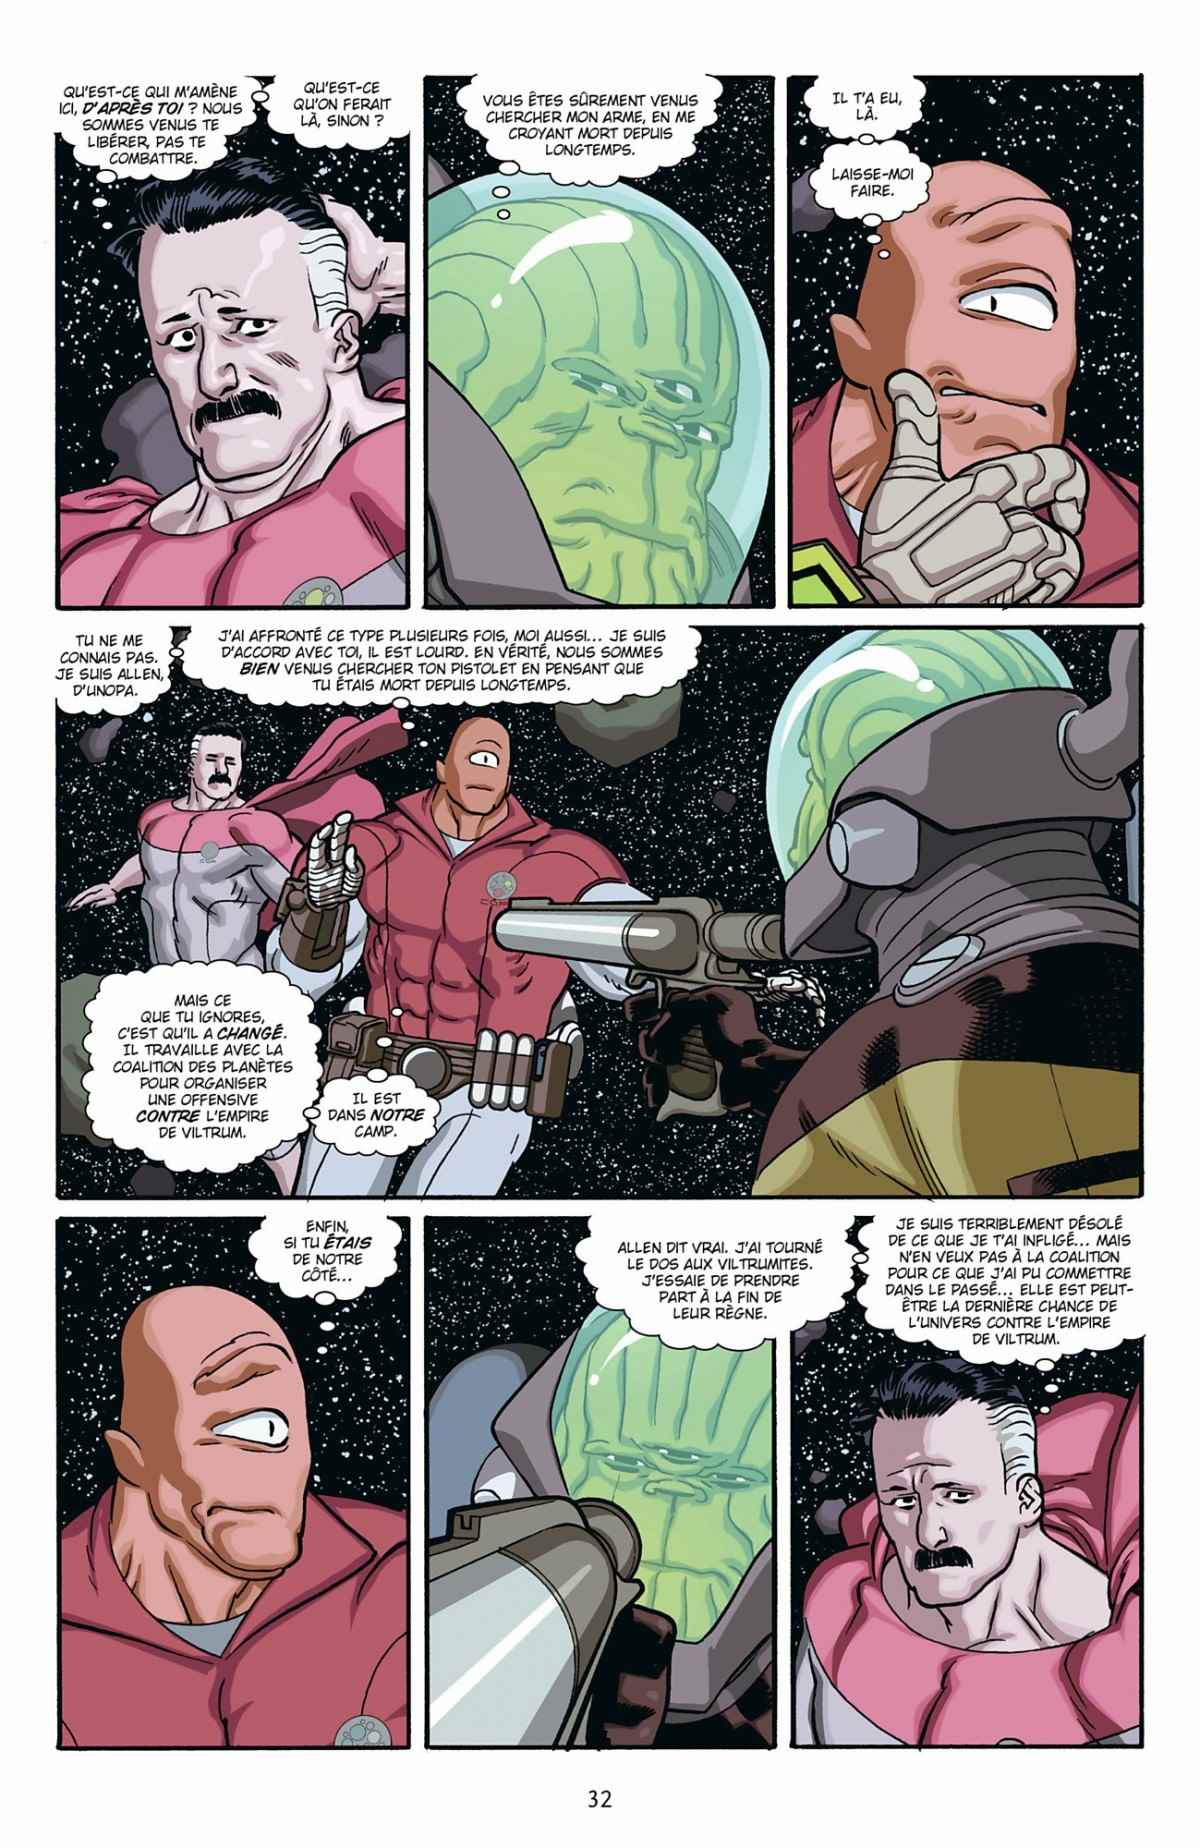 QU'EST-CE QUI M'AMÈNE
ICI, D'APRÈS TOI ? NOUS
SOMMES VENUS TE
LIBÉRER, PAS TE
COMBATTRE.
QU'EST-CE
QU'ON FERAIT
LÀ, SINON ?
VOUS ÊTES SÛREMENT VENUS
CHERCHER MON ARME, EN ME
CROYANT MORT DEPUIS
LONGTEMPS.
IL T'A EU,
LÀ.
LAISSE-MOI
FAIRE.
TU NE ME
CONNAIS PAS.
JE SUIS ALLEN,
D'UNOPA.
J'AI AFFRONTÉ CE TYPE PLUSIEURS FOIS, MOI AUSSI... JE SUIS
D'ACCORD AVEC TOI, IL EST LOURD. EN VÉRITÉ, NOUS SOMMES
BIEN VENUS CHERCHER TON PISTOLET EN PENSANT QUE
TU ÉTAIS MORT DEPUIS LONGTEMPS.
MAIS CE
QUE TU IGNORES,
C'EST QU'IL A CHANGÉ.
IL TRAVAILLE AVEC LA
COALITION DES PLANÈTES
POUR ORGANISER
UNE OFFENSIVE
CONTRE L'EMPIRE
DE VILTRUM.
IL EST
DANS NOTRE
CAMP.
ENFIN,
SI TU ÉTAIS
DE NOTRE
CÔTÉ...
ALLEN DIT VRAI. J'AI TOURNÉ
LE DOS AUX VILTRUMITES.
J'ESSAIE DE PRENDRE
PART À LA FIN DE
LEUR RÈGNE.
JE SUIS TERRIBLEMENT DÉSOLÉ
DE CE QUE JE T'AI INFLIGÉ... MAIS
N'EN VEUX PAS À LA COALITION
POUR CE QUE J'AI PU COMMETTRE
DANS LE PASSÉ... ELLE EST PEUT-
ÊTRE LA DERNIÈRE CHANCE DE
L'UNIVERS CONTRE L'EMPIRE
DE VILTRUM.
32